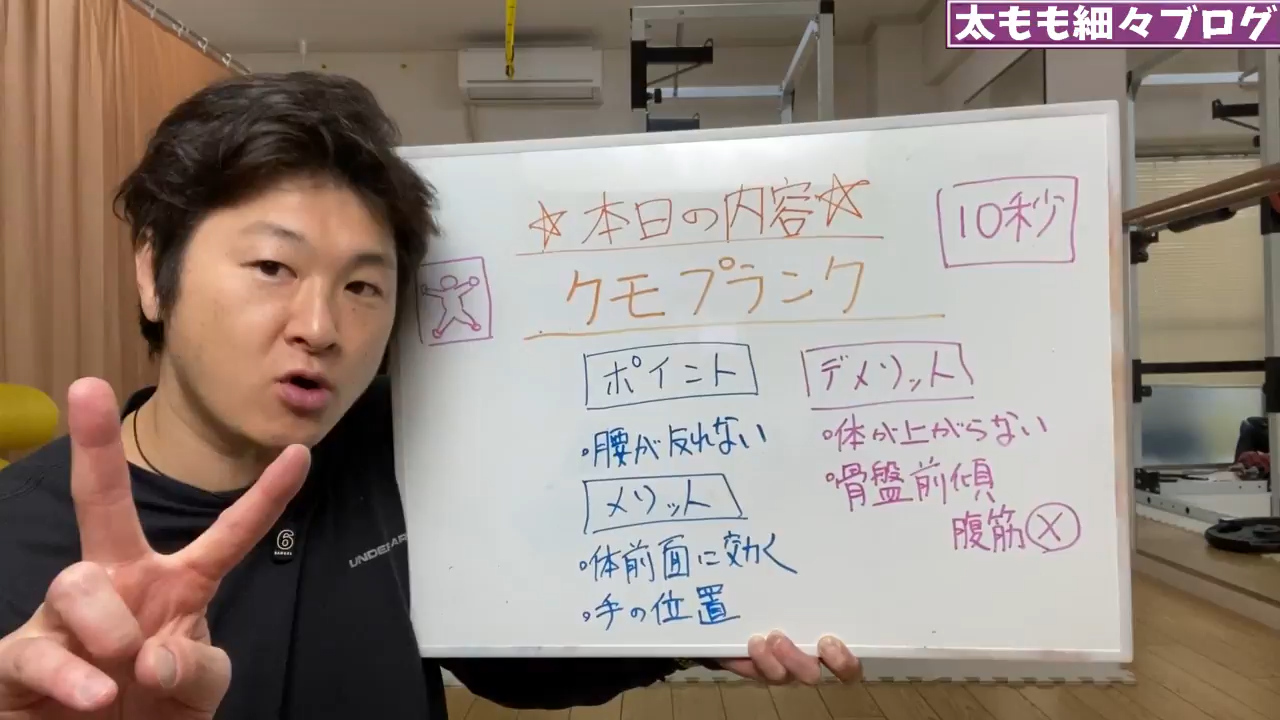 太もも細々ブログ
☆本日の内容☆
10秒
クモプランク
ポイント
・腰が反れない
メリット
・体前面に効く
・手の位置
デメリット
・体が上がらない
・骨盤前傾
腹筋Ⓧ
6
UNDER AR